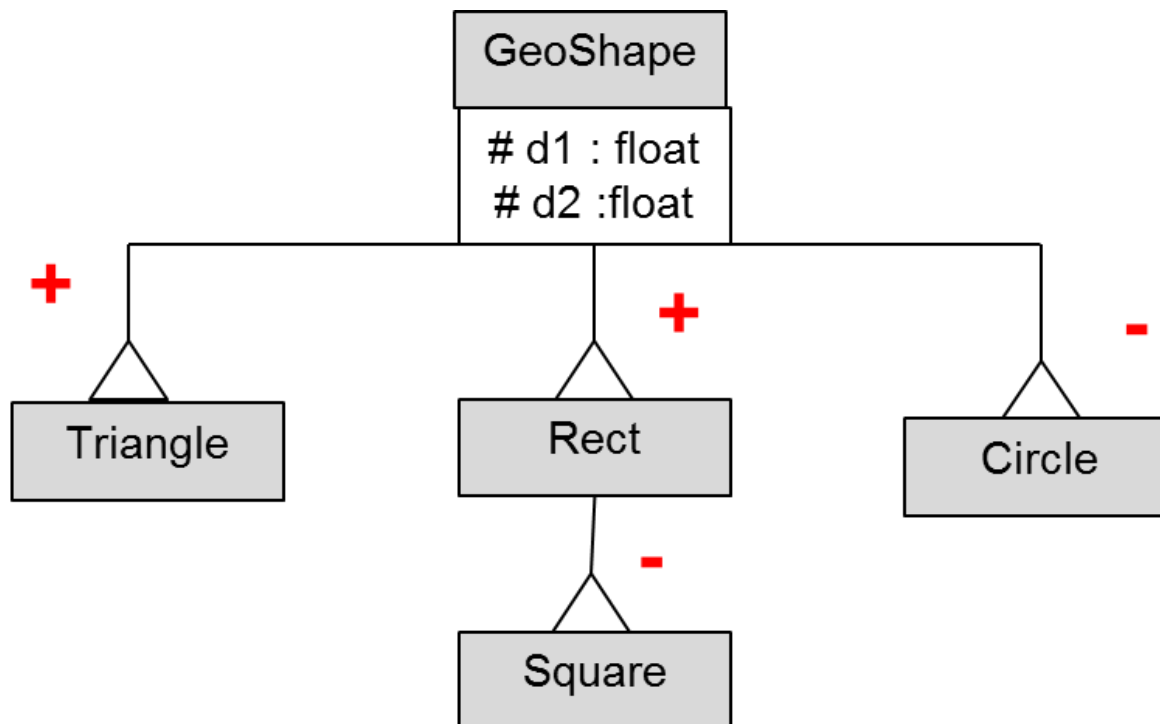 GeoShape
# d1 : float
# d2 :float
+
+
-
Triangle
Rect
Circle
-
Square